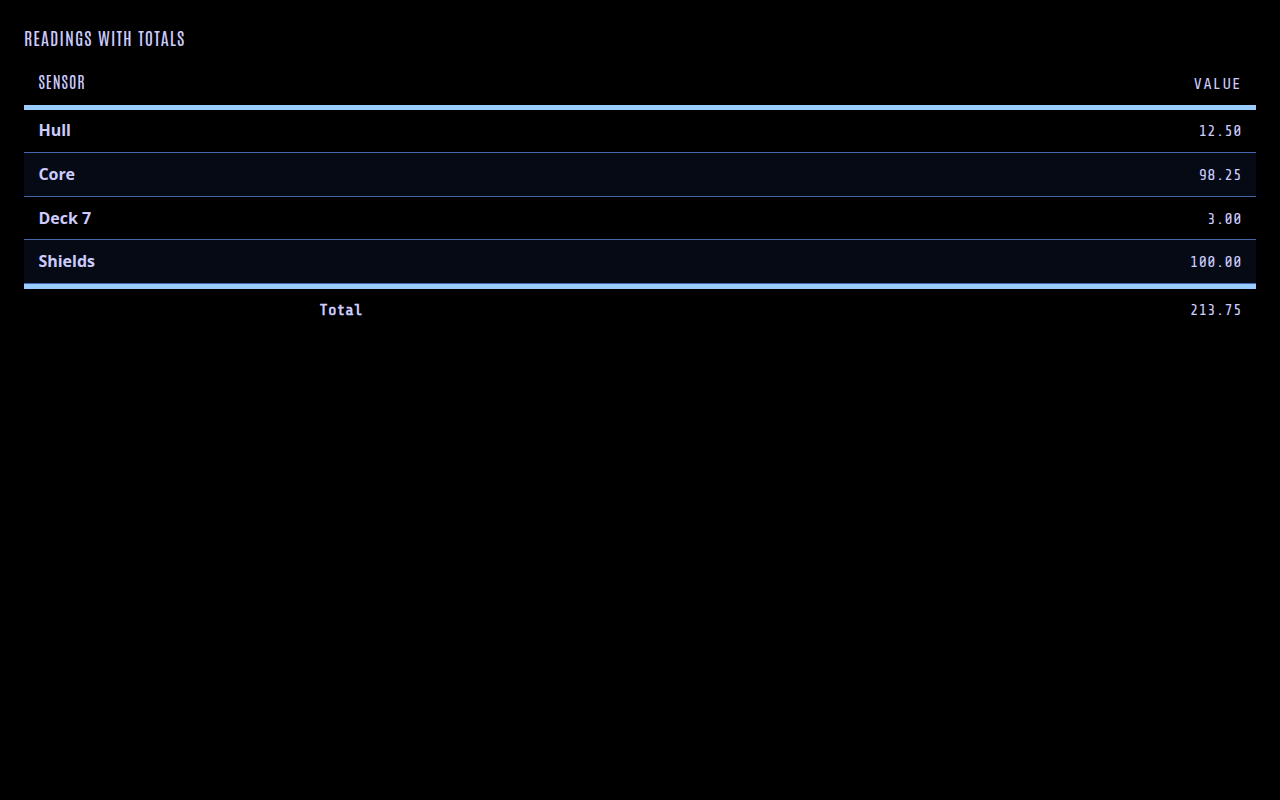 READINGS WITH TOTALS
SENSOR VALUE
Hull 12.50
Core 98.25
Deck 7 3.00
Shields 100.00
Total 213.75